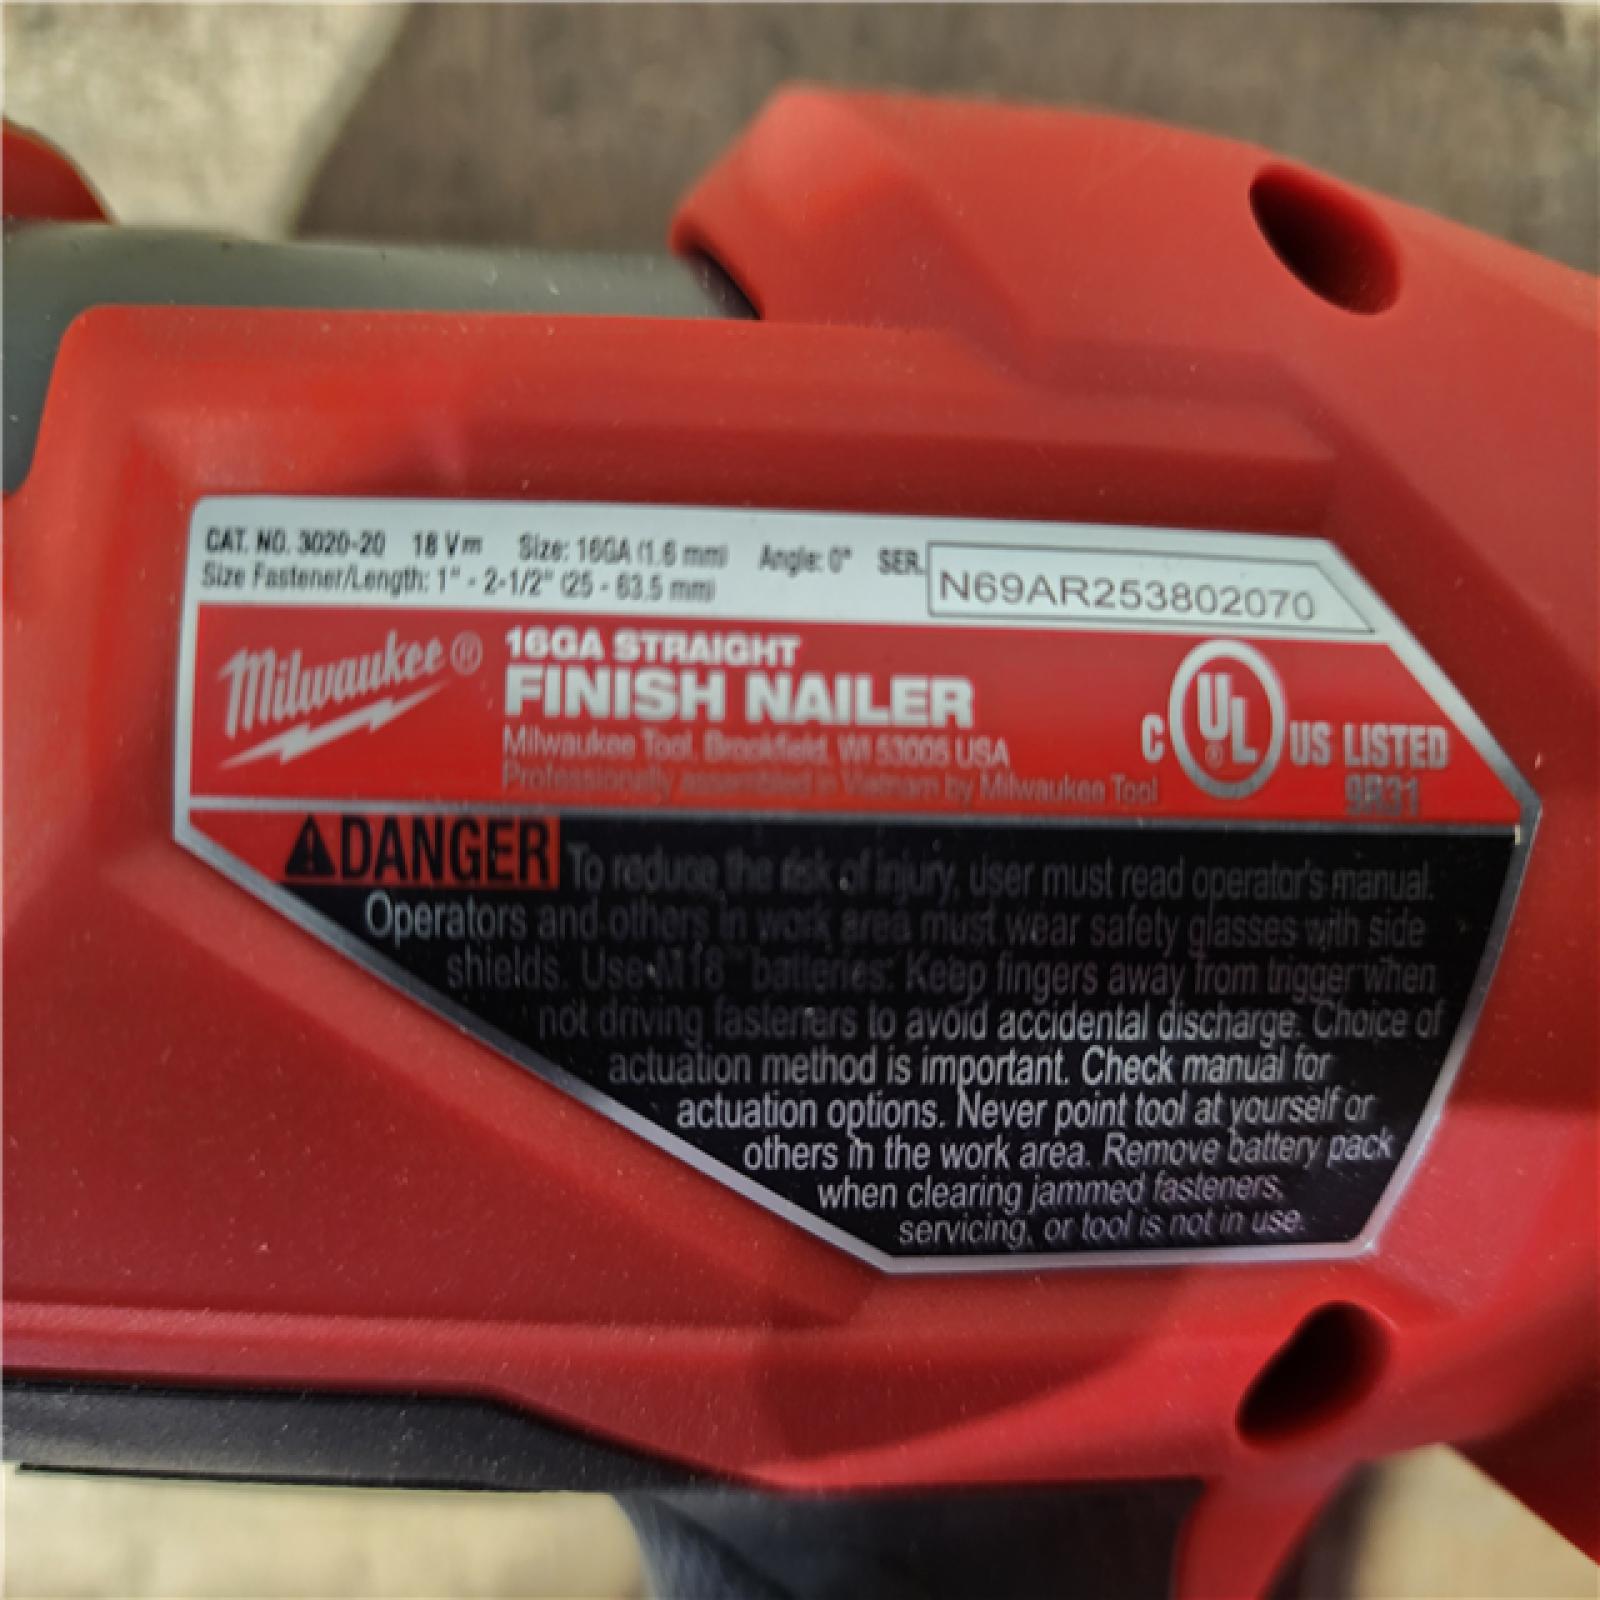 CAT. NO. 3020-20 18 V⎓ Size: 16GA (1.6 mm) Angle: 0° SER. N69AR253802070
Size Fastener/Length: 1" - 2-1/2" (25 - 63.5 mm)
Milwaukee®
16GA STRAIGHT
FINISH NAILER
Milwaukee Tool, Brookfield, WI 53005 USA
Professionally assembled in Vietnam by Milwaukee Tool
C UL® US LISTED
9R31
⚠DANGER To reduce the risk of injury, user must read operator's manual.
Operators and others in work area must wear safety glasses with side
shields. Use M18™ batteries. Keep fingers away from trigger when
not driving fasteners to avoid accidental discharge. Choice of
actuation method is important. Check manual for
actuation options. Never point tool at yourself or
others in the work area. Remove battery pack
when clearing jammed fasteners,
servicing, or tool is not in use.